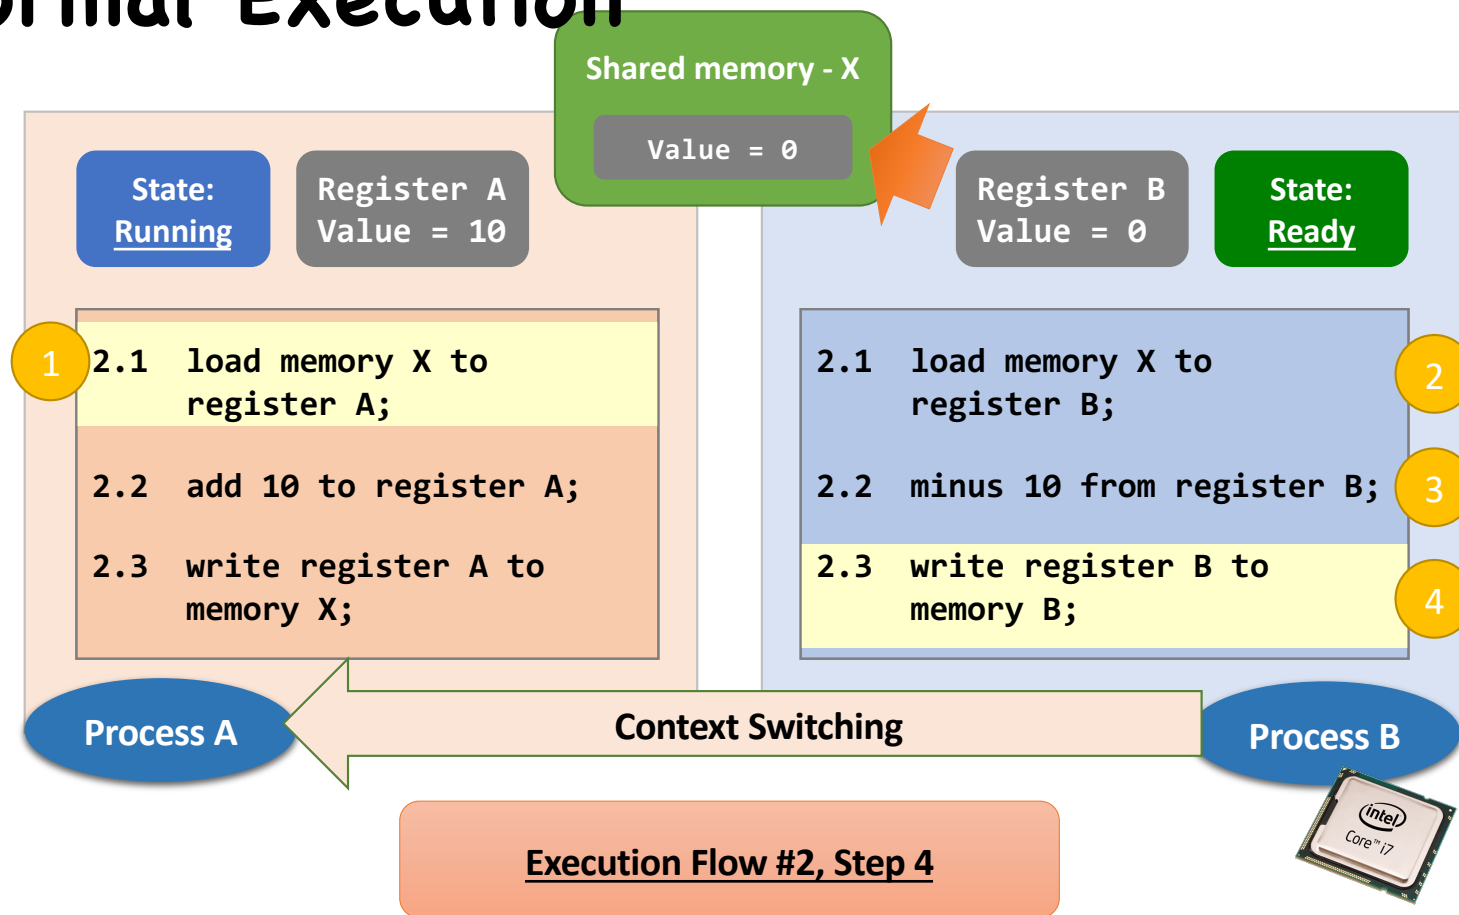 ormal Execution
Shared memory - X
Value = 0
State:
Running
Register A
Value = 10
Register B
Value = 0
State:
Ready
1
2.1 load memory X to
register A;
2.2 add 10 to register A;
2.3 write register A to
memory X;
2.1 load memory X to
register B;
2
2.2 minus 10 from register B;
3
2.3 write register B to
memory B;
4
Process A
Context Switching
Process B
intel
Core™ i7
Execution Flow #2, Step 4